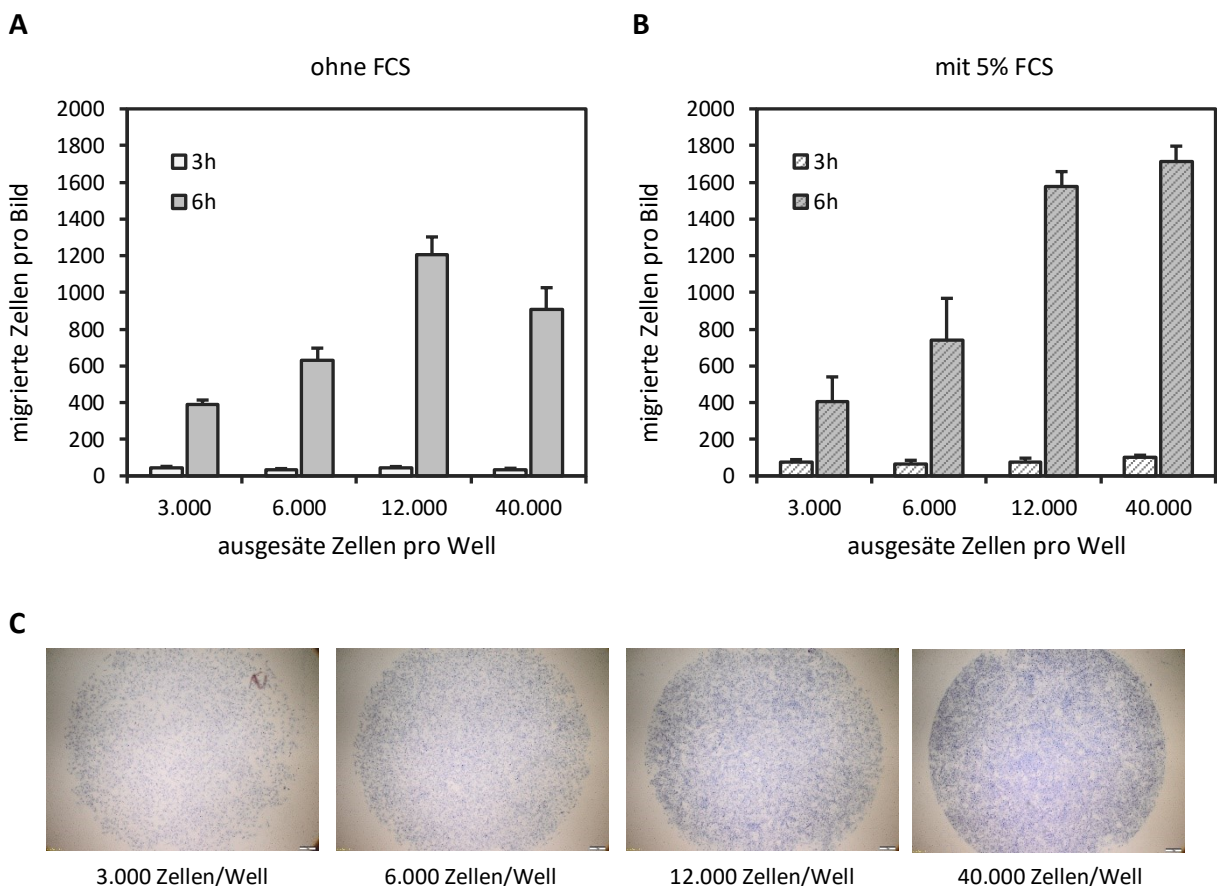 A
ohne FCS
2000
1800
1600
1400
1200
1000
800
600
400
200
0
3h
6h
migrierte Zellen pro Bild
3.000 6.000 12.000 40.000
ausgesäte Zellen pro Well
B
mit 5% FCS
2000
1800
1600
1400
1200
1000
800
600
400
200
0
3h
6h
migrierte Zellen pro Bild
3.000 6.000 12.000 40.000
ausgesäte Zellen pro Well
C
3.000 Zellen/Well
6.000 Zellen/Well
12.000 Zellen/Well
40.000 Zellen/Well